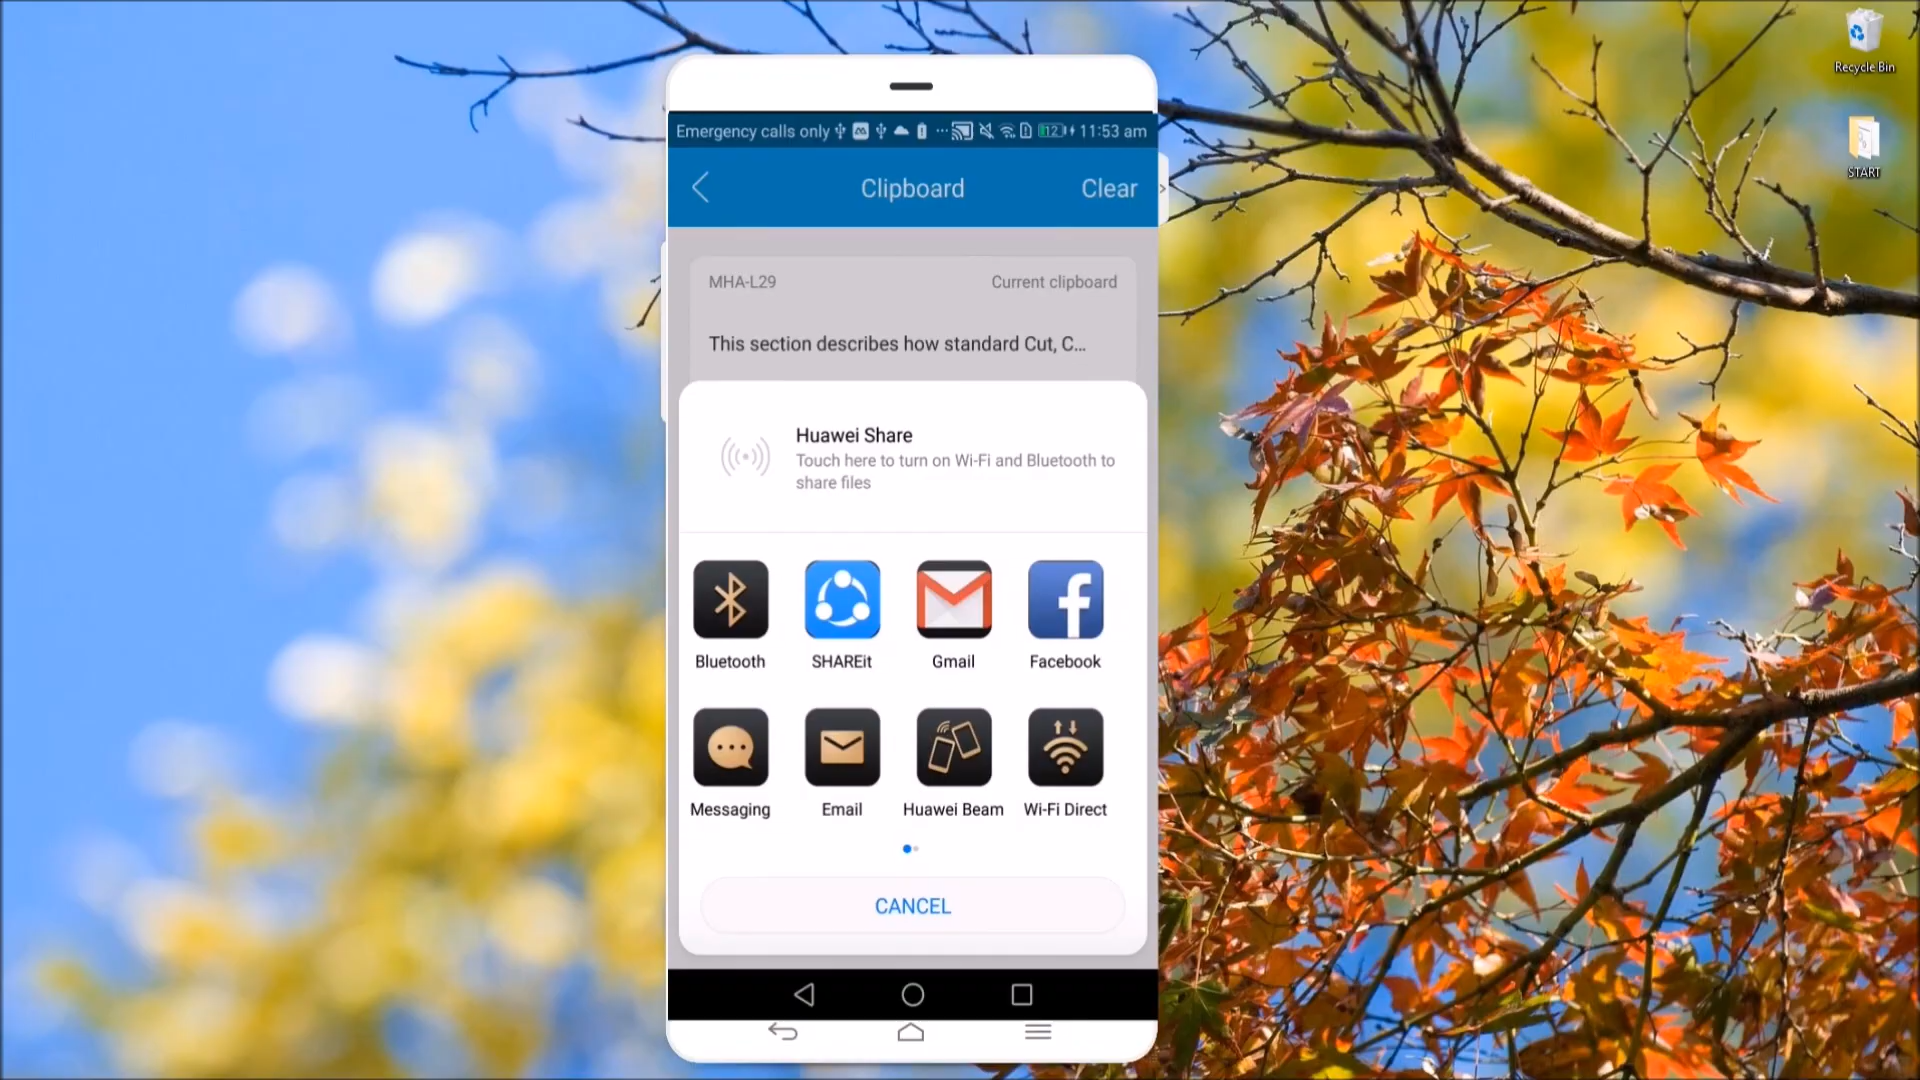 Recycle Bin
START
Emergency calls only 12 11:53 am
Clipboard Clear
MHA-L29 Current clipboard
This section describes how standard Cut, C...
Huawei Share
Touch here to turn on Wi-Fi and Bluetooth to
share files
Bluetooth SHAREit Gmail Facebook
Messaging Email Huawei Beam Wi-Fi Direct
CANCEL